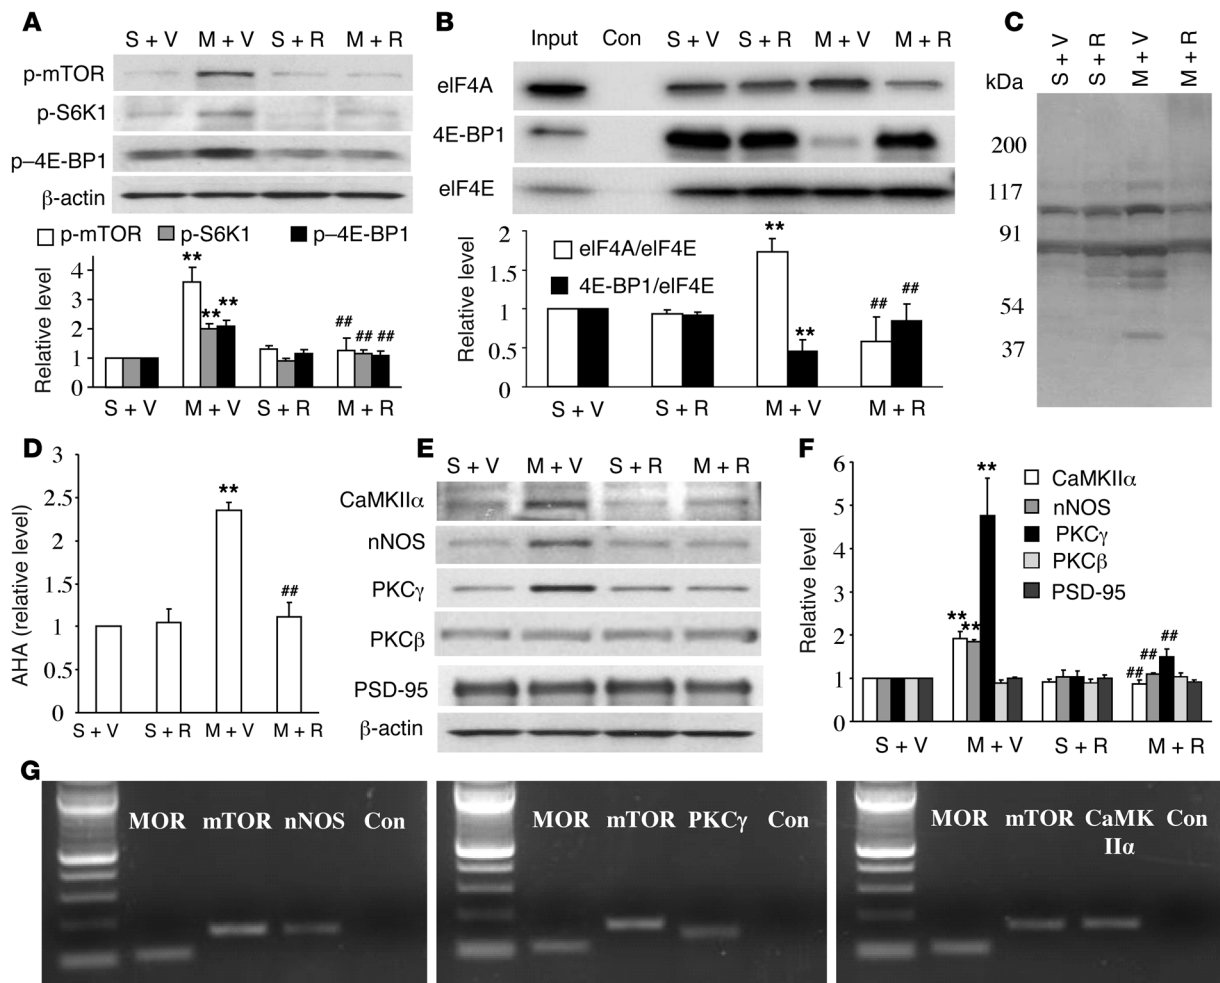 A
S + V M + V S + R M + R
p-mTOR
p-S6K1
p–4E-BP1
β-actin
p-mTOR p-S6K1 p–4E-BP1
Relative level
4
3
2
1
0
** ** **
## ## ##
S + V M + V S + R M + R
B
Input Con S + V S + R M + V M + R
eIF4A
4E-BP1
eIF4E
Relative level
2
1.5
1
0.5
0
eIF4A/eIF4E
4E-BP1/eIF4E
** **
## ##
S + V S + R M + V M + R
C
kDa S + V S + R M + V M + R
200
117
91
54
37
D
AHA (relative level)
3
2.5
2
1.5
1
0.5
0
**
##
S + V S + R M + V M + R
E
S + V M + V S + R M + R
CaMKIIα
nNOS
PKCγ
PKCβ
PSD-95
β-actin
F
Relative level
6
5
4
3
2
1
0
CaMKIIα
nNOS
PKCγ
PKCβ
PSD-95
** ** **
## ## ##
S + V M + V S + R M + R
G
MOR mTOR nNOS Con
MOR mTOR PKCγ Con
MOR mTOR CaMK Con
IIα